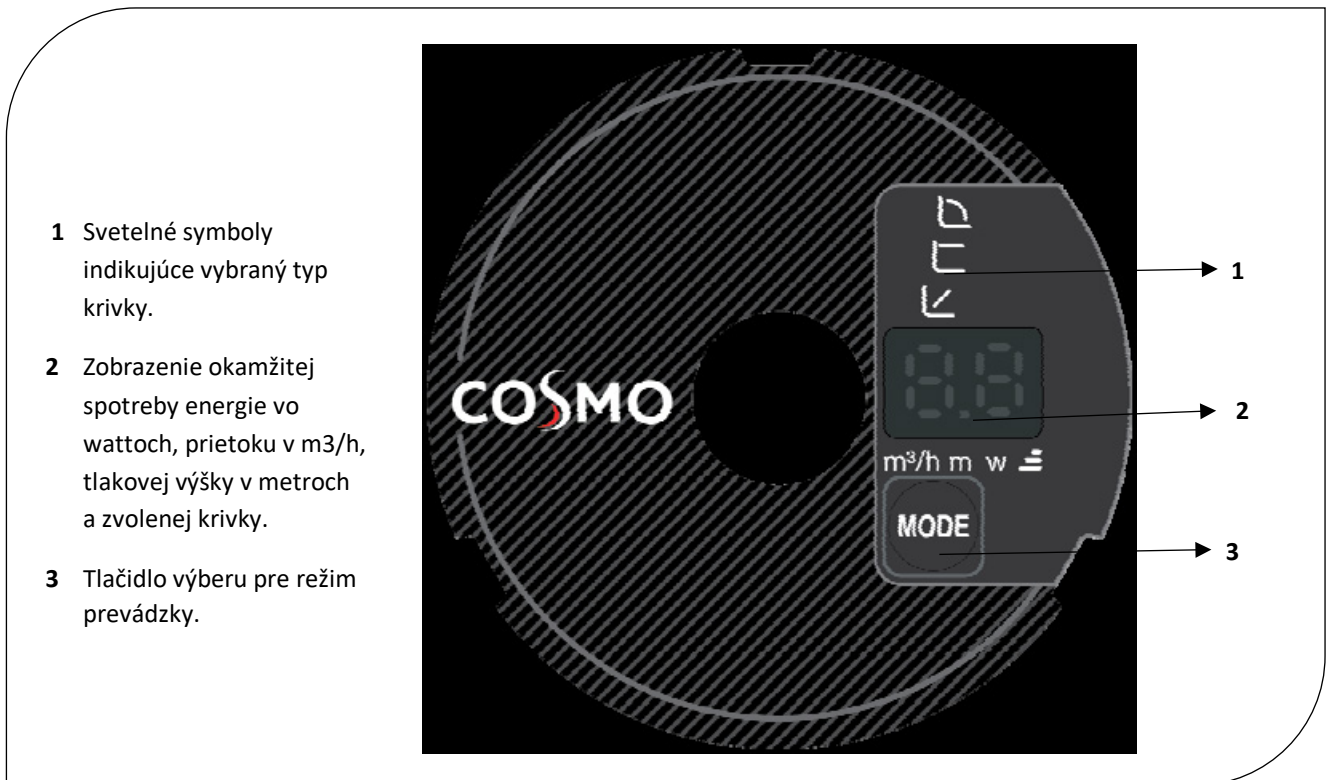 1 Svetelné symboly
indikujúce vybraný typ
krivky.
2 Zobrazenie okamžitej
spotreby energie vo
wattoch, prietoku v m3/h,
tlakovej výšky v metroch
a zvolenej krivky.
3 Tlačidlo výberu pre režim
prevádzky.
COSMO
1
8.8
2
m³/h m w
MODE
3